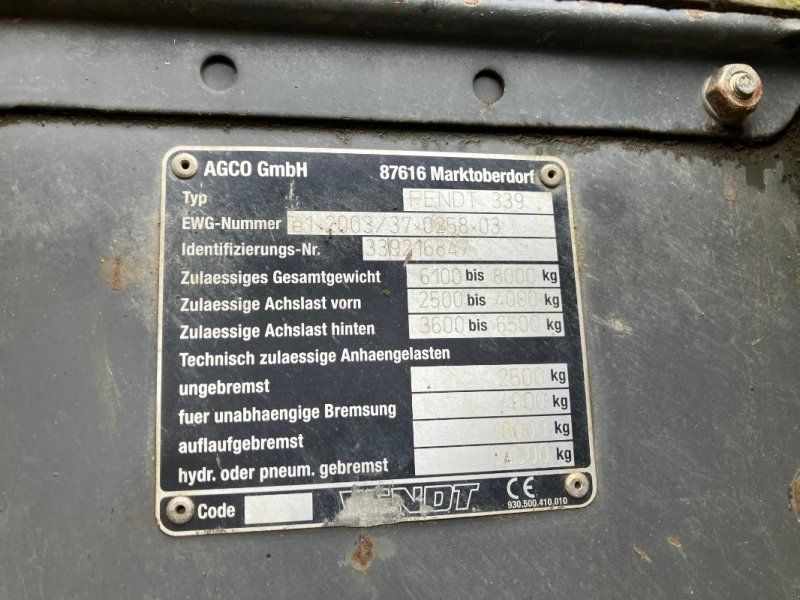 AGCO GmbH 87616 Marktoberdorf
Typ FENDT 339
EWG-Nummer e1*2003/37*0258*03
Identifizierungs-Nr. 339216847
Zulaessiges Gesamtgewicht 6100 bis 8000 kg
Zulaessige Achslast vorn 2500 bis 4000 kg
Zulaessige Achslast hinten 3600 bis 6500 kg
Technisch zulaessige Anhaengelasten
ungebremst 2500 kg
fuer unabhaengige Bremsung 4000 kg
auflaufgebremst kg
hydr. oder pneum. gebremst kg
Code FENDT CE
930.500.410.010